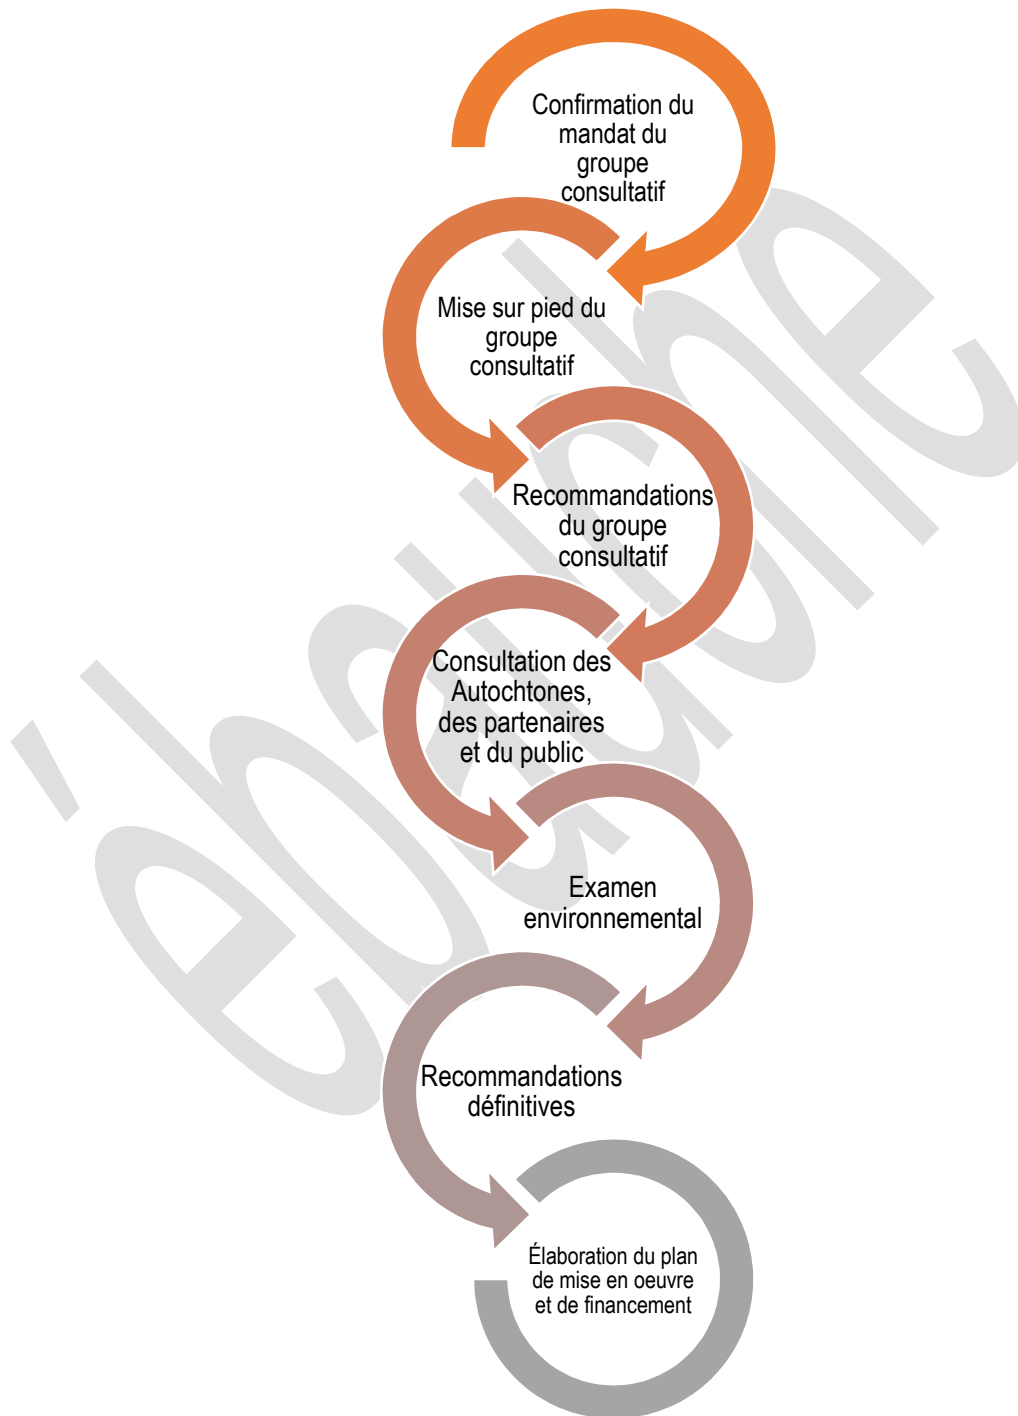 Confirmation du
mandat du
groupe
consultatif
Mise sur pied du
groupe
consultatif
Recommandations
du groupe
consultatif
Consultation des
Autochtones,
des partenaires
et du public
Examen
environnemental
Recommandations
définitives
Élaboration du plan
de mise en oeuvre
et de financement
ébauche